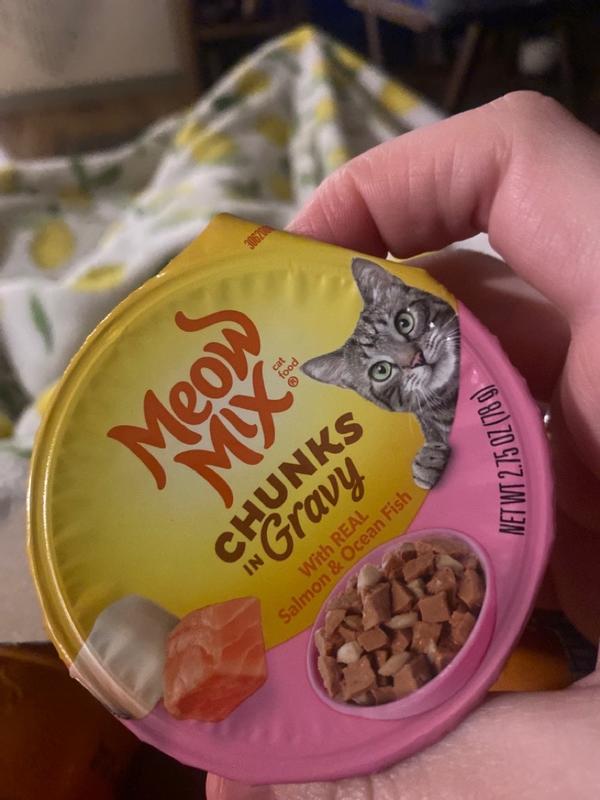 Meow
Mix®
cat
food
CHUNKS
IN Gravy
With REAL
Salmon & Ocean Fish
NET WT 2.75 OZ (78 g)